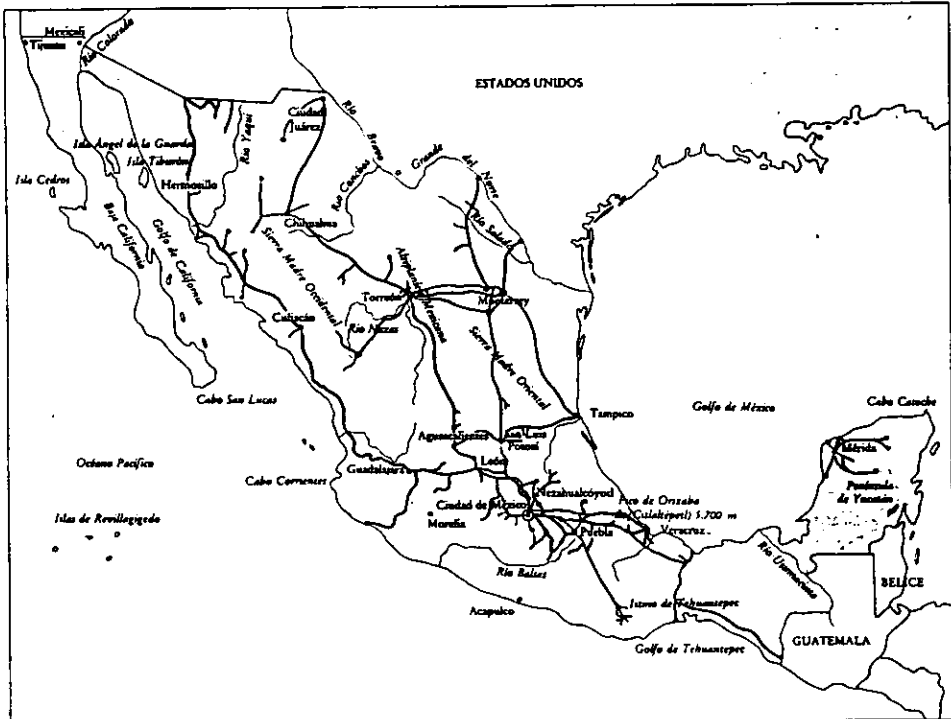 Mexicali
Tijuana
Río Colorado
ESTADOS UNIDOS
Ciudad
Juárez
Río Bravo
Grande
del Norte
Isla Angel de la Guarda
Isla Tiburón
Río Yaqui
Isla Cedros
Hermosillo
Río Conchos
Chihuahua
Río Salado
Baja California
Golfo de California
Sierra Madre Occidental
Altiplanicie Mexicana
Torreón
Monterrey
Culiacán
Río Nazas
Sierra Madre Oriental
Cabo San Lucas
Tampico
Golfo de México
Cabo Catoche
Aguascalientes
San Luis
Potosí
Mérida
Océano Pacífico
Guadalajara
León
Península
de Yucatán
Cabo Corrientes
Nezahualcóyotl
Pico de Orizaba
Ciudad de México
(Citlaltépetl) 5.700 m
Islas de Revillagigedo
Morelia
Puebla
Veracruz
Río Usumacinta
Río Balsas
BELICE
Acapulco
Istmo de Tehuantepec
GUATEMALA
Golfo de Tehuantepec